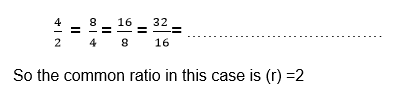 4/2 = 8/4 = 16/8 = 32/16= ......................................
So the common ratio in this case is (r) =2